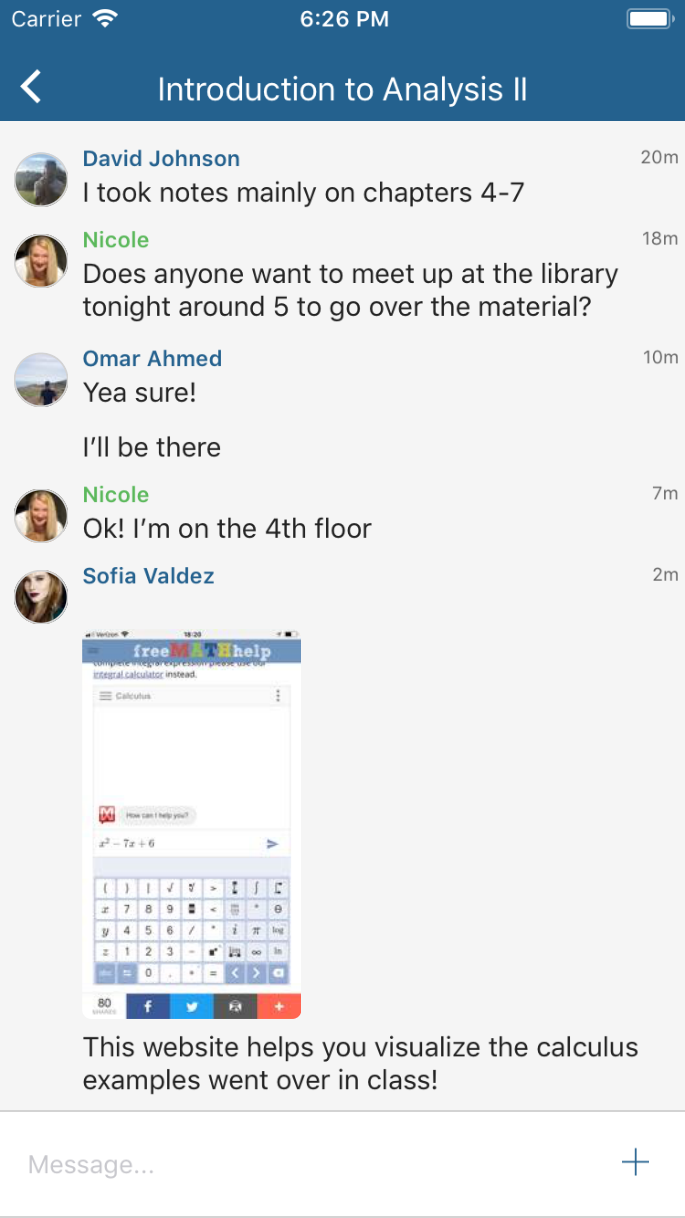 Carrier 6:26 PM
Introduction to Analysis II
David Johnson 20m
I took notes mainly on chapters 4-7
Nicole 18m
Does anyone want to meet up at the library
tonight around 5 to go over the material?
Omar Ahmed 10m
Yea sure!
I’ll be there
Nicole 7m
Ok! I’m on the 4th floor
Sofia Valdez 2m
Verizon 18:20
freeMATHhelp
complete integral expression please use our
integral calculator instead.
Calculus
How can I help you?
x² – 7x + 6
( ) | √ > ∫
x 7 8 9 < ° θ
y 4 5 6 / i π log
z 1 2 3 – lim ∞ ln
0 . = < >
80
SHARES
This website helps you visualize the calculus
examples went over in class!
Message...